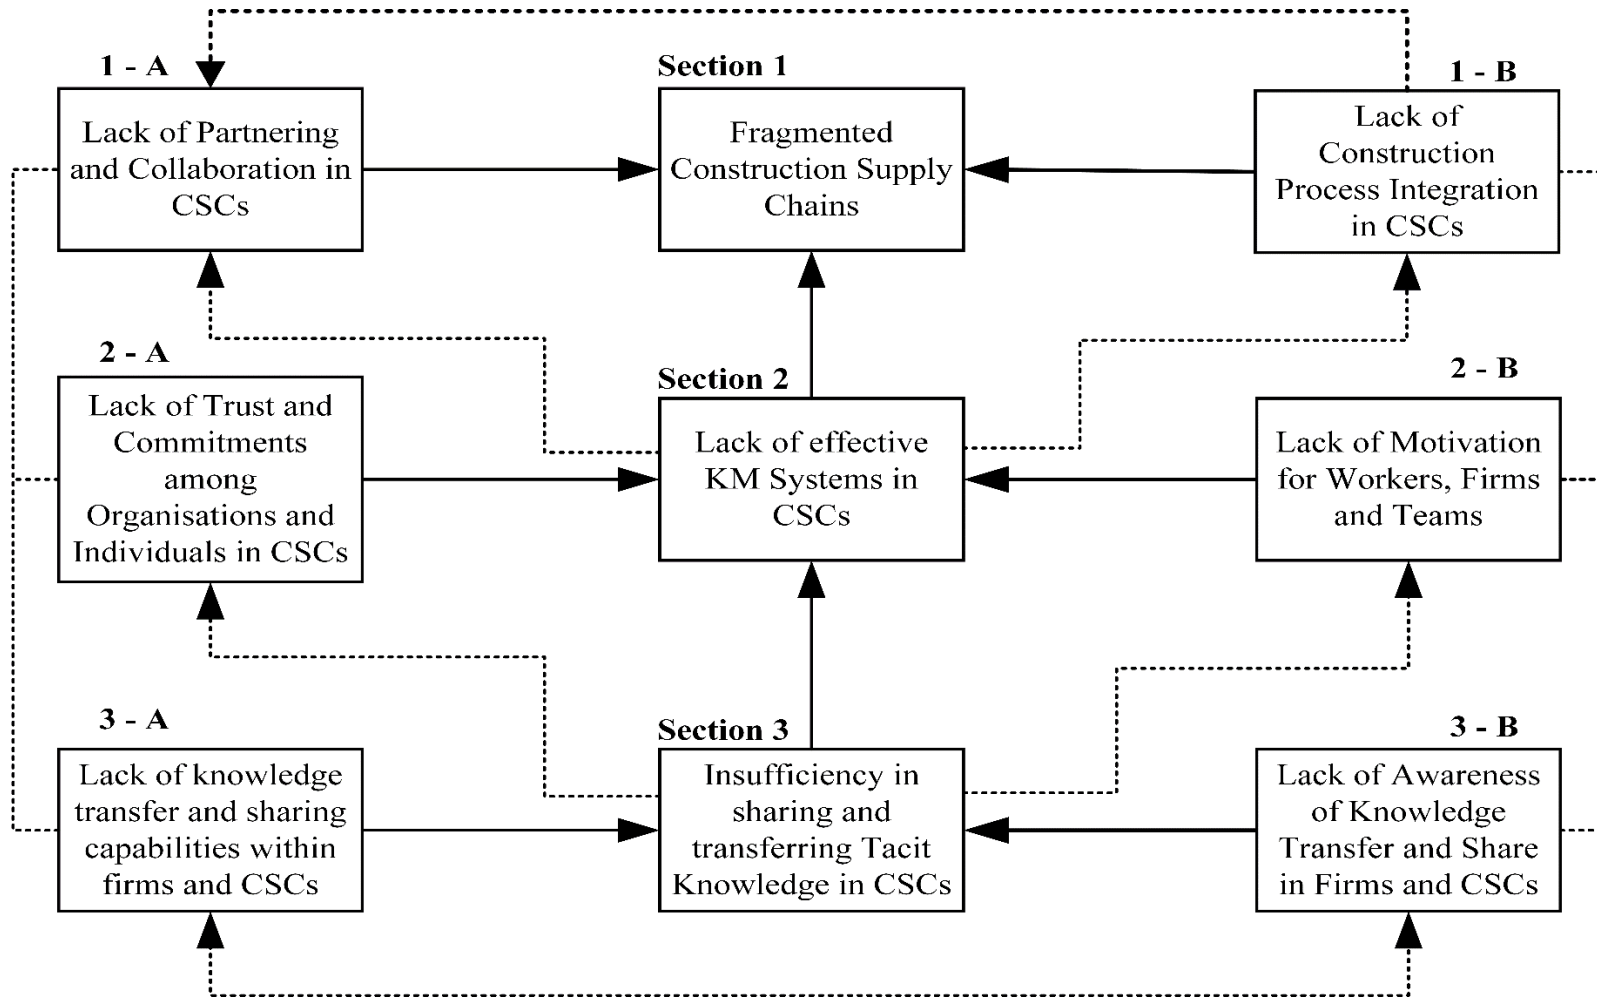 1 - A
Lack of Partnering
and Collaboration in
CSCs
Section 1
Fragmented
Construction Supply
Chains
1 - B
Lack of
Construction
Process Integration
in CSCs
2 - A
Lack of Trust and
Commitments
among
Organisations and
Individuals in CSCs
Section 2
Lack of effective
KM Systems in
CSCs
2 - B
Lack of Motivation
for Workers, Firms
and Teams
3 - A
Lack of knowledge
transfer and sharing
capabilities within
firms and CSCs
Section 3
Insufficiency in
sharing and
transferring Tacit
Knowledge in CSCs
3 - B
Lack of Awareness
of Knowledge
Transfer and Share
in Firms and CSCs